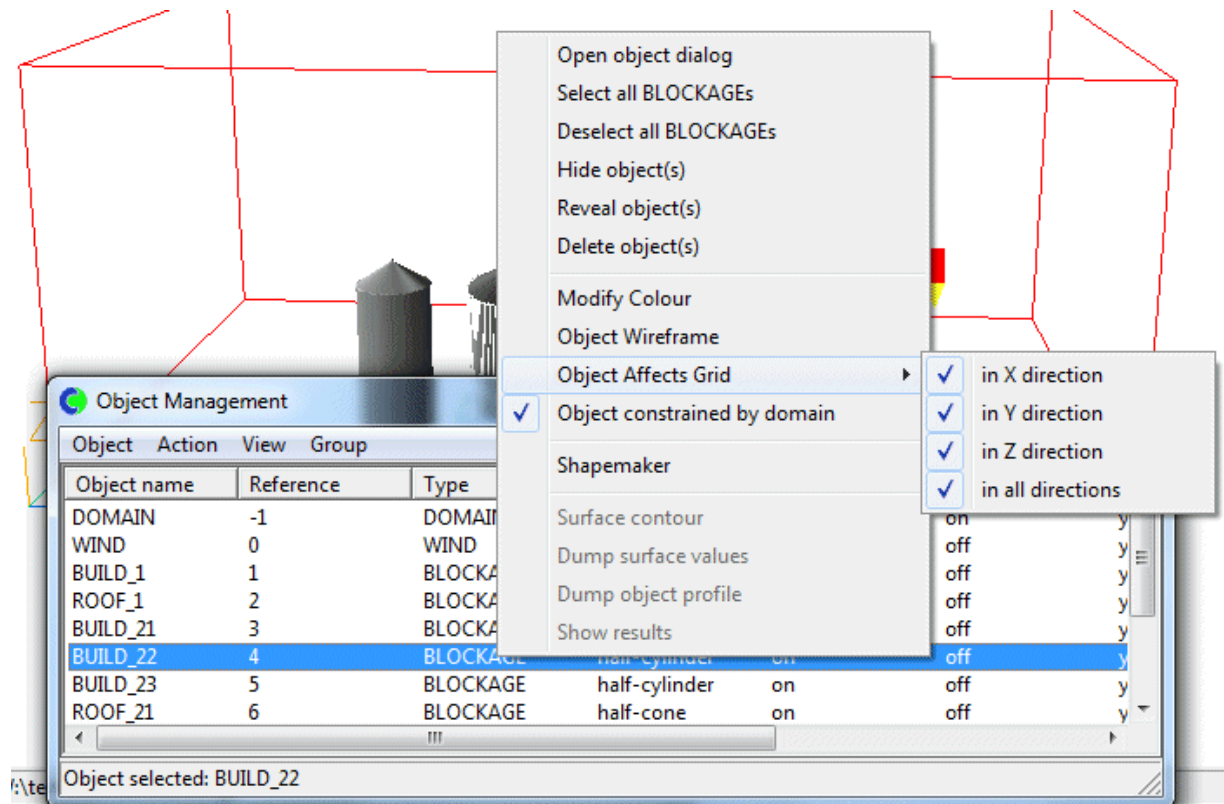 Open object dialog
Select all BLOCKAGEs
Deselect all BLOCKAGEs
Hide object(s)
Reveal object(s)
Delete object(s)
Modify Colour
Object Wireframe
Object Affects Grid
Object constrained by domain
Shapemaker
Surface contour
Dump surface values
Dump object profile
Show results
in X direction
in Y direction
in Z direction
in all directions
Object Management
Object Action View Group
Object name Reference Type
DOMAIN -1 DOMAIN on y
WIND 0 WIND off y
BUILD_1 1 BLOCKA off y
ROOF_1 2 BLOCKA off y
BUILD_21 3 BLOCKA off y
BUILD_22 4 BLOCKAGE half-cylinder on off y
BUILD_23 5 BLOCKAGE half-cylinder on off y
ROOF_21 6 BLOCKAGE half-cone on off y
Object selected: BUILD_22
/:\te